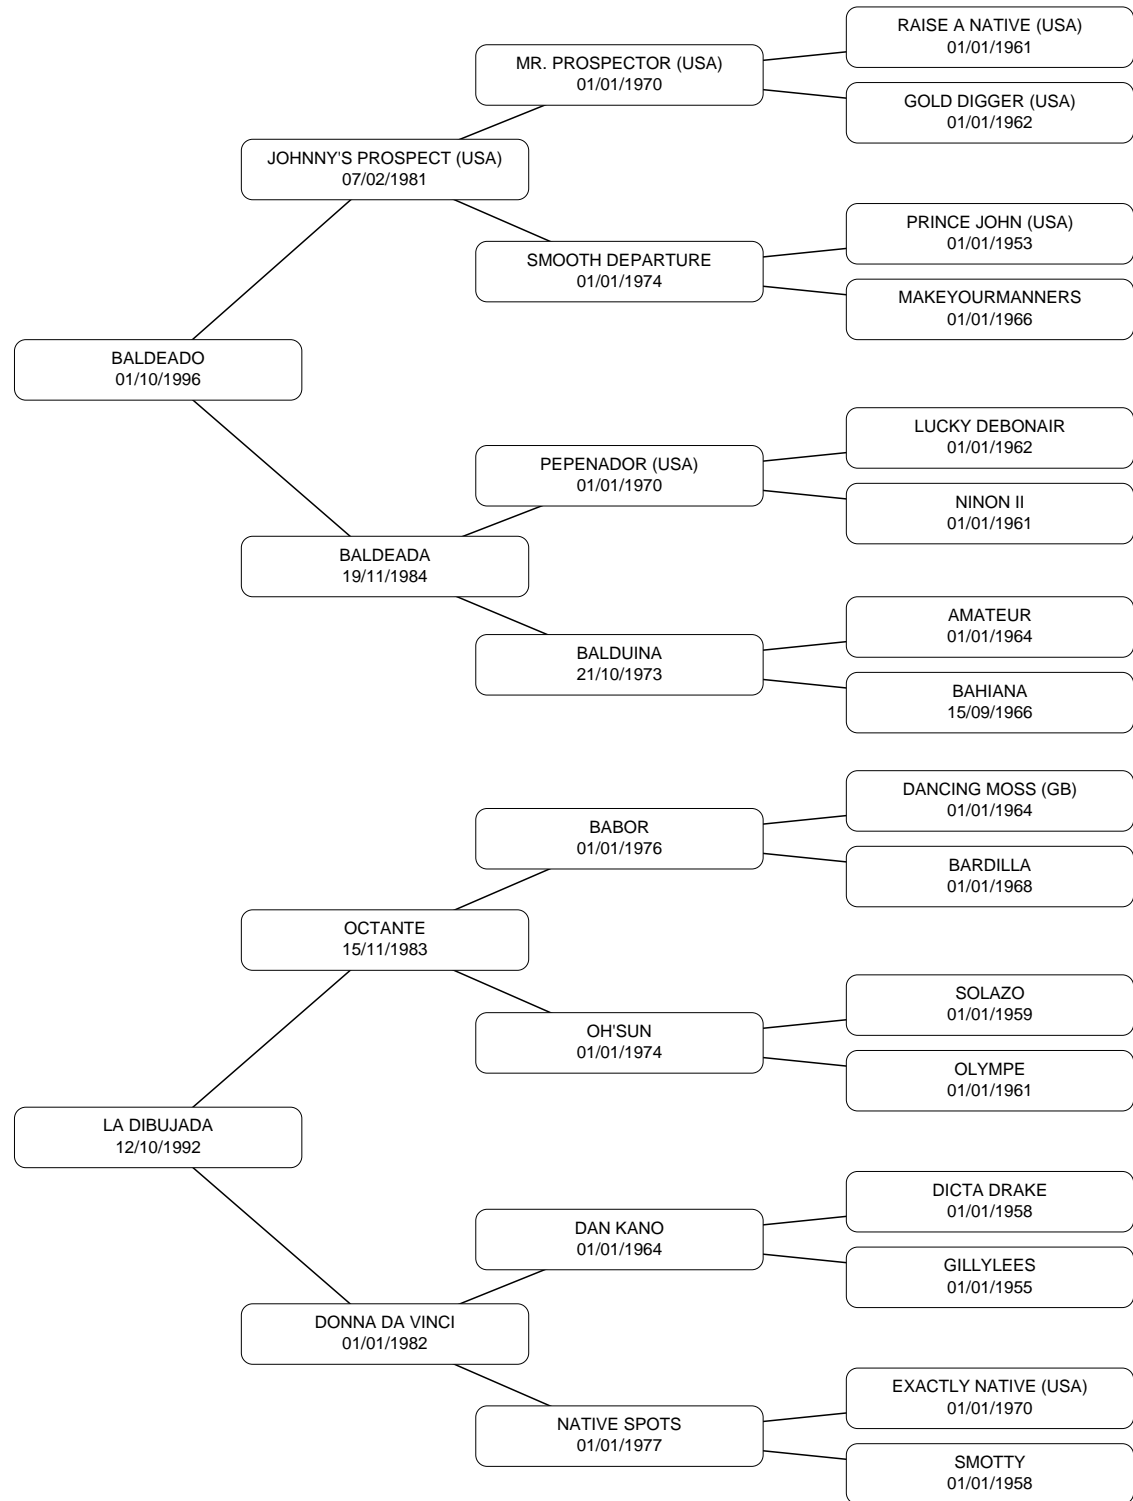 RAISE A NATIVE (USA)
01/01/1961
MR. PROSPECTOR (USA)
01/01/1970
GOLD DIGGER (USA)
01/01/1962
JOHNNY'S PROSPECT (USA)
07/02/1981
PRINCE JOHN (USA)
01/01/1953
SMOOTH DEPARTURE
01/01/1974
MAKEYOURMANNERS
01/01/1966
BALDEADO
01/10/1996
LUCKY DEBONAIR
01/01/1962
PEPENADOR (USA)
01/01/1970
NINON II
01/01/1961
BALDEADA
19/11/1984
AMATEUR
01/01/1964
BALDUINA
21/10/1973
BAHIANA
15/09/1966
DANCING MOSS (GB)
01/01/1964
BABOR
01/01/1976
BARDILLA
01/01/1968
OCTANTE
15/11/1983
SOLAZO
01/01/1959
OH'SUN
01/01/1974
OLYMPE
01/01/1961
LA DIBUJADA
12/10/1992
DICTA DRAKE
01/01/1958
DAN KANO
01/01/1964
GILLYLEES
01/01/1955
DONNA DA VINCI
01/01/1982
EXACTLY NATIVE (USA)
01/01/1970
NATIVE SPOTS
01/01/1977
SMOTTY
01/01/1958